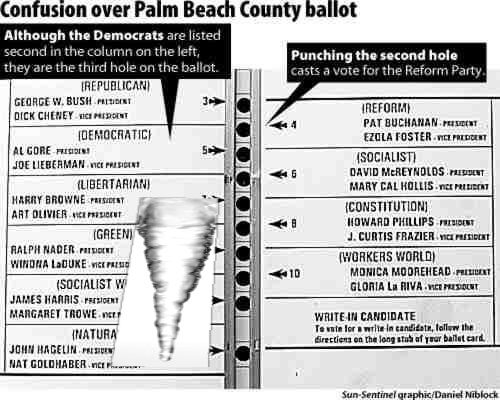 Confusion over Palm Beach County ballot
Although the Democrats are listed
second in the column on the left,
they are the third hole on the ballot.
Punching the second hole
casts a vote for the Reform Party.
(REPUBLICAN)
GEORGE W. BUSH - PRESIDENT
DICK CHENEY - VICE PRESIDENT
3
(DEMOCRATIC)
AL GORE - PRESIDENT
JOE LIEBERMAN - VICE PRESIDENT
5
(LIBERTARIAN)
HARRY BROWNE - PRESIDENT
ART OLIVIER - VICE PRESIDENT
(GREEN)
RALPH NADER - PRESIDENT
WINONA LaDUKE - VICE
(SOCIALIST W
JAMES HARRIS - PRESIDENT
MARGARET TROWE - VICE
(NATURA
JOHN HAGELIN - PRESIDENT
NAT GOLDHABER - VICE
(REFORM)
4 PAT BUCHANAN - PRESIDENT
EZOLA FOSTER - VICE PRESIDENT
(SOCIALIST)
6 DAVID McREYNOLDS - PRESIDENT
MARY CAL HOLLIS - VICE PRESIDENT
(CONSTITUTION)
8 HOWARD PHILLIPS - PRESIDENT
J. CURTIS FRAZIER - VICE PRESIDENT
(WORKERS WORLD)
10 MONICA MOOREHEAD - PRESIDENT
GLORIA La RIVA - VICE PRESIDENT
WRITE-IN CANDIDATE
To vote for a write-in candidate, follow the
directions on the long stub of your ballot card.
Sun-Sentinel graphic/Daniel Niblock